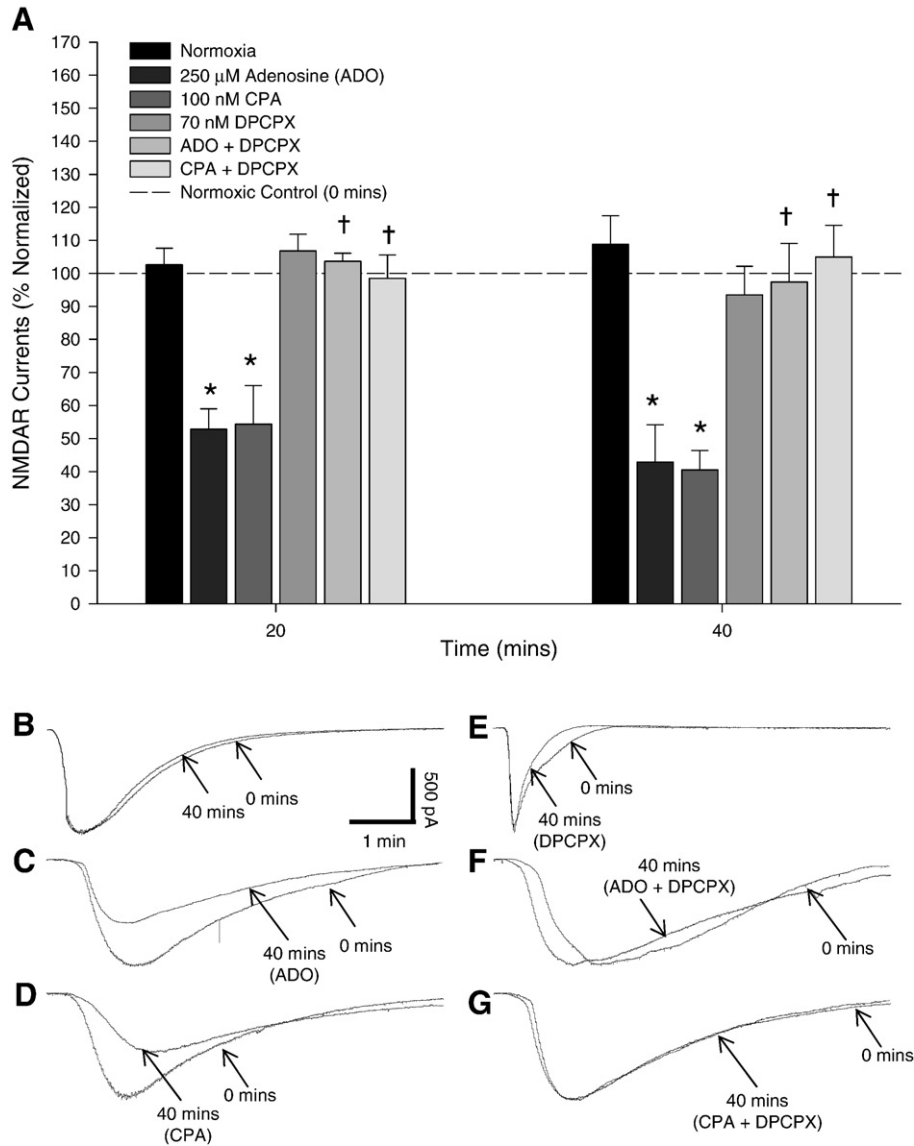 A
170
160
150
140
130
120
110
100
90
80
70
60
50
40
30
20
10
0
NMDAR Currents (% Normalized)
Normoxia
250 µM Adenosine (ADO)
100 nM CPA
70 nM DPCPX
ADO + DPCPX
CPA + DPCPX
Normoxic Control (0 mins)
* * † †
* * † †
20 40
Time (mins)
B
40 mins
0 mins
500 pA
1 min
E
0 mins
40 mins
(DPCPX)
C
40 mins
(ADO)
0 mins
F
40 mins
(ADO + DPCPX)
0 mins
D
40 mins
(CPA)
0 mins
G
0 mins
40 mins
(CPA + DPCPX)